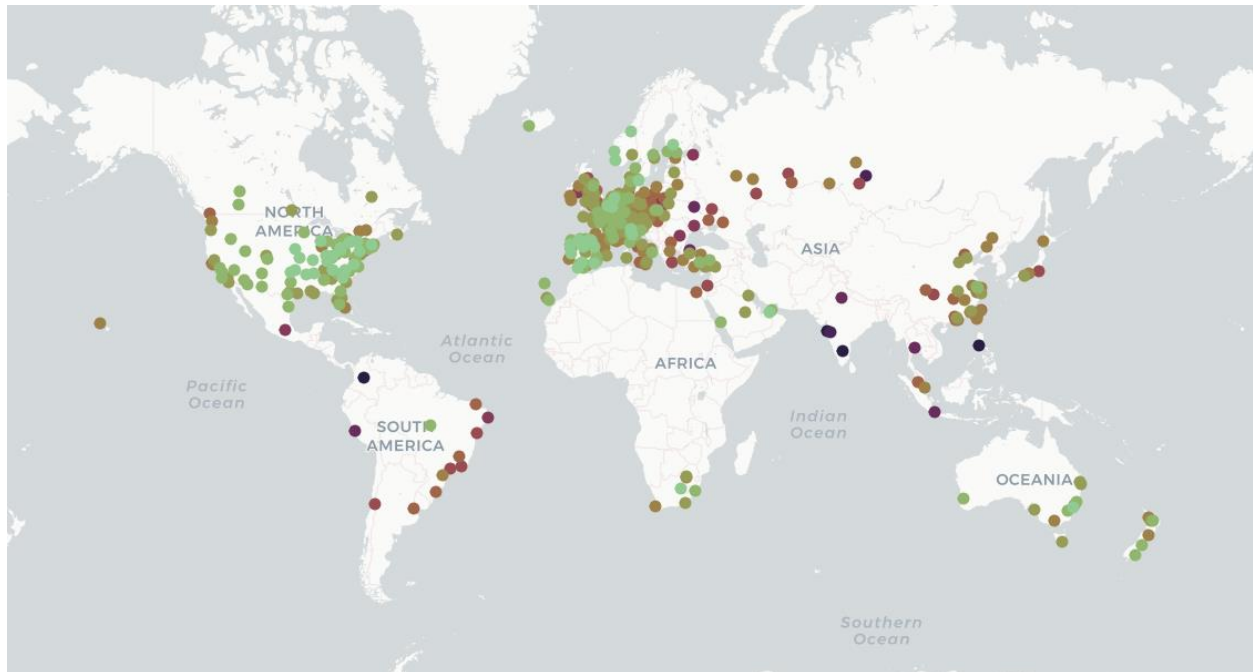 NORTH
AMERICA
ASIA
Atlantic
Ocean
AFRICA
Pacific
Ocean
Indian
Ocean
SOUTH
AMERICA
OCEANIA
Southern
Ocean